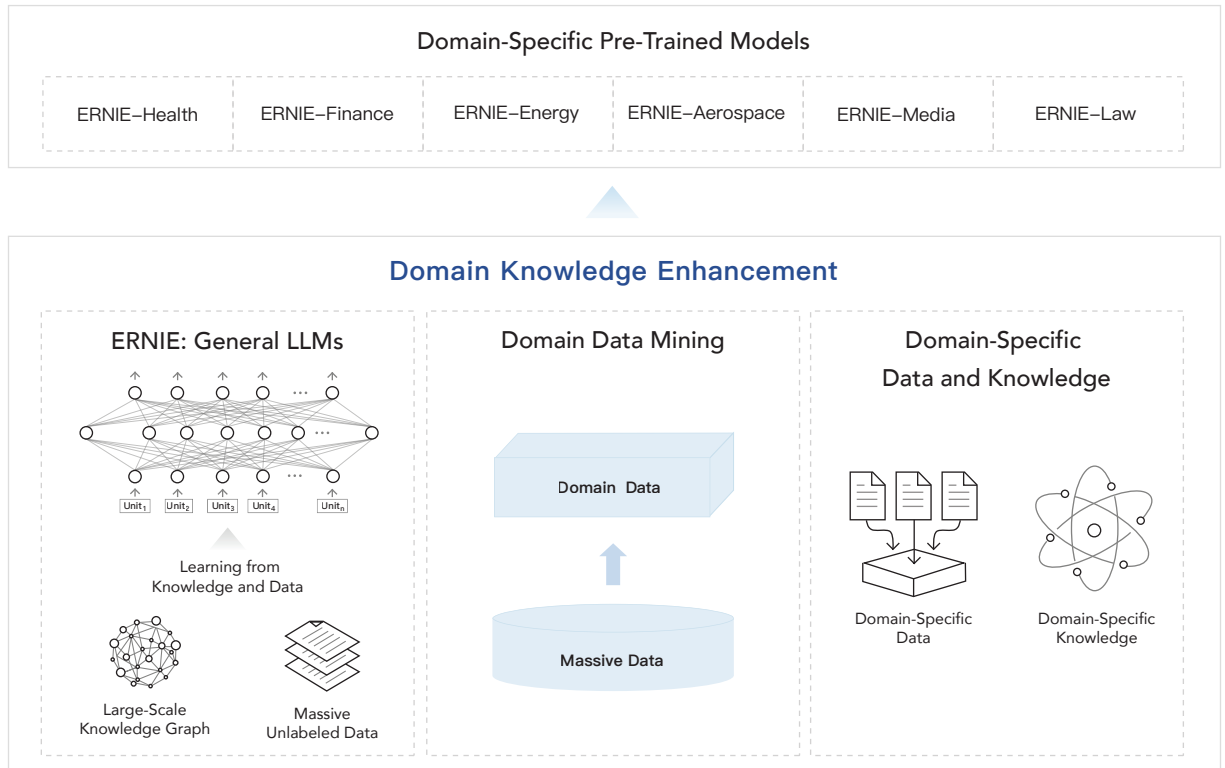 Domain-Specific Pre-Trained Models
ERNIE–Health
ERNIE–Finance
ERNIE–Energy
ERNIE–Aerospace
ERNIE–Media
ERNIE–Law
Domain Knowledge Enhancement
ERNIE: General LLMs
...
...
...
Unit1
Unit2
Unit3
Unit4
Unitn
Learning from
Knowledge and Data
Large-Scale
Knowledge Graph
Massive
Unlabeled Data
Domain Data Mining
Domain Data
Massive Data
Domain-Specific
Data and Knowledge
Domain-Specific
Data
Domain-Specific
Knowledge